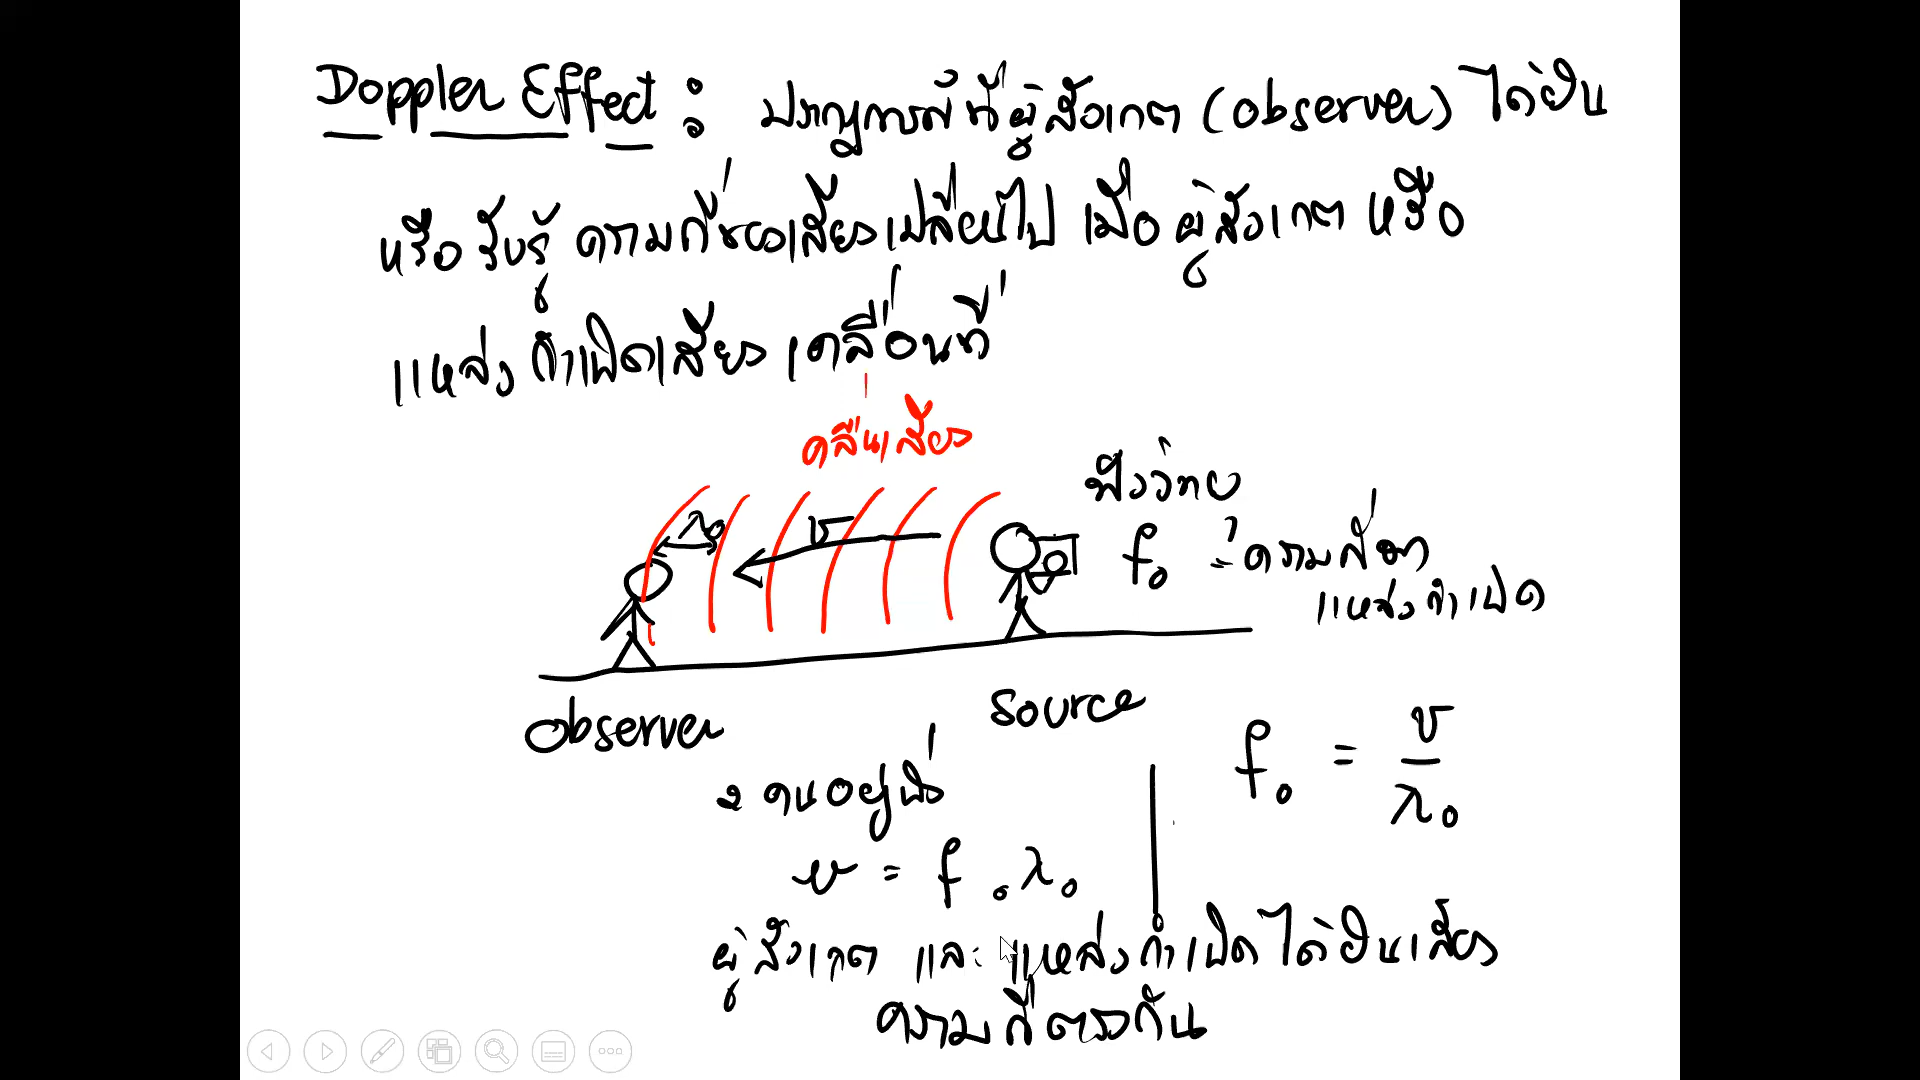 Doppler Effect : ปรากฏการณ์ที่ผู้สังเกต (observer) ได้ยิน
หรือ รับรู้ ความถี่ของเสียงเปลี่ยนไป เมื่อ ผู้สังเกต หรือ
แหล่งกำเนิดเสียง เคลื่อนที่
คลื่นเสียง
λ₀
v
ฟังวิทยุ
f₀ = ความถี่จาก
แหล่งกำเนิด
observer
source
2 คนอยู่นิ่ง
v = f₀λ₀
f₀ = v/λ₀
ผู้สังเกต และ แหล่งกำเนิดได้ยินเสียง
ความถี่ตรงกัน